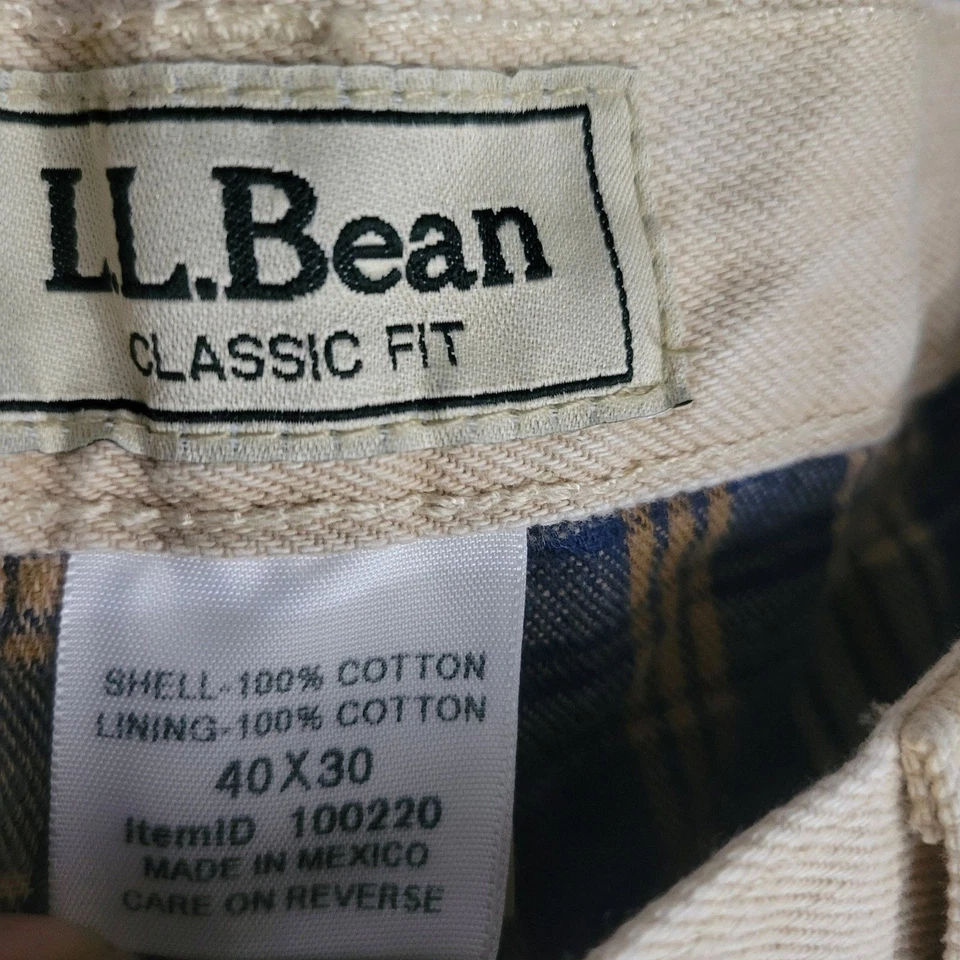 L.L.Bean
CLASSIC FIT
SHELL-100% COTTON
LINING-100% COTTON
40X30
ItemID 100220
MADE IN MEXICO
CARE ON REVERSE